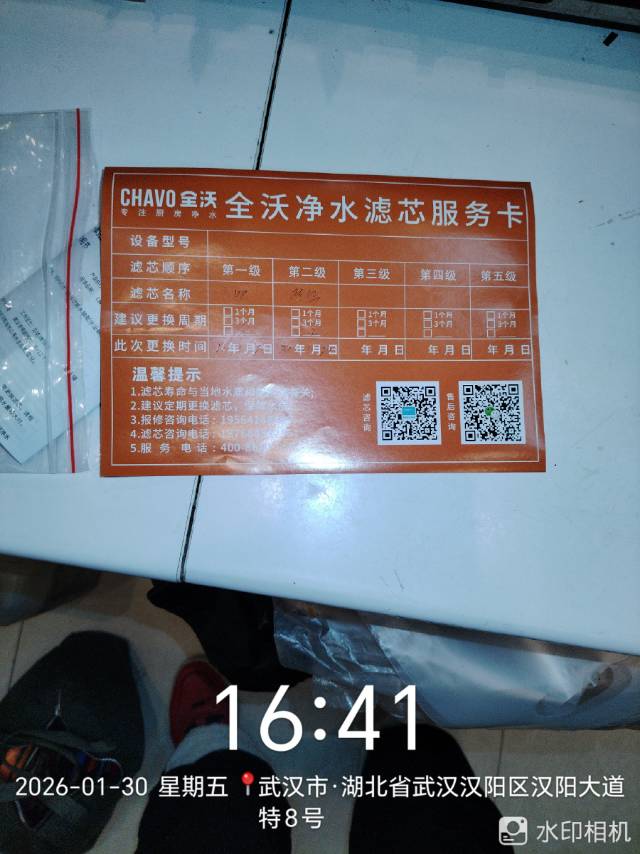 CHAVO 全沃
专注厨房净水
全沃净水滤芯服务卡
设备型号
滤芯顺序 第一级 第二级 第三级 第四级 第五级
滤芯名称
建议更换周期 1个月 1个月 1个月 1个月 1个月
3个月 3个月 3个月 3个月 3个月
此次更换时间 年 月 日 年 月 日 年 月 日 年 月 日 年 月 日
温馨提示
1,滤芯寿命与当地水质
2.建议定期更换滤芯,
3.报修咨询电话:
4.滤芯咨询电话:
5.服务电话:400-
滤芯咨询
售后咨询
16:41
2026-01-30 星期五 武汉市·湖北省武汉汉阳区汉阳大道
特8号
水印相机